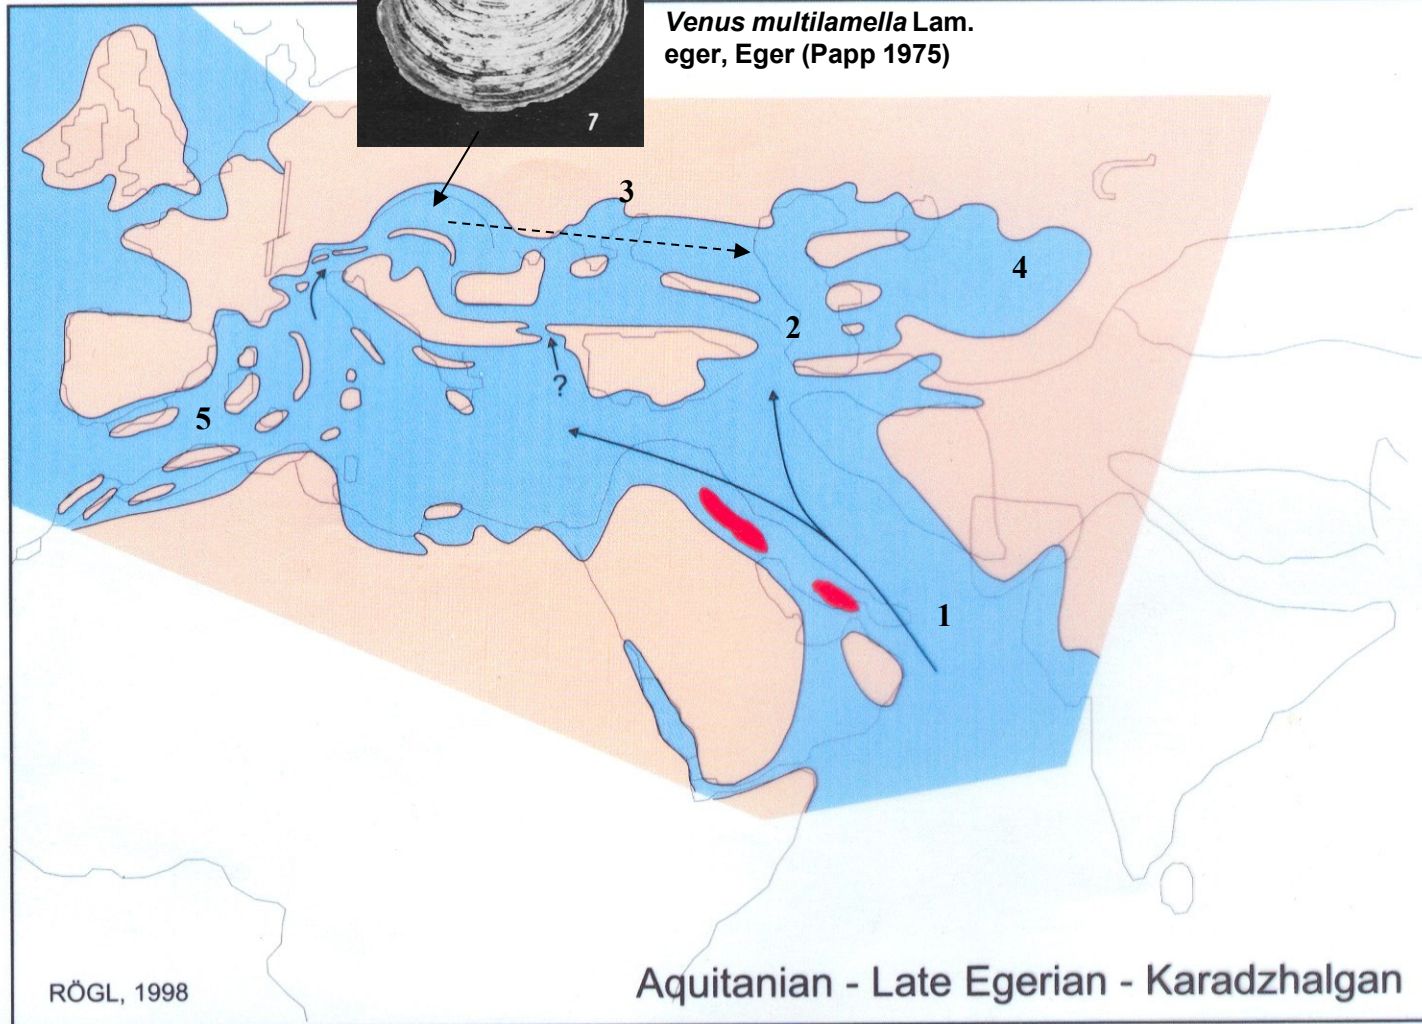 Venus multilamella Lam.
eger, Eger (Papp 1975)
7
3
4
2
?
5
1
RÖGL, 1998
Aquitanian - Late Egerian - Karadzhalgan